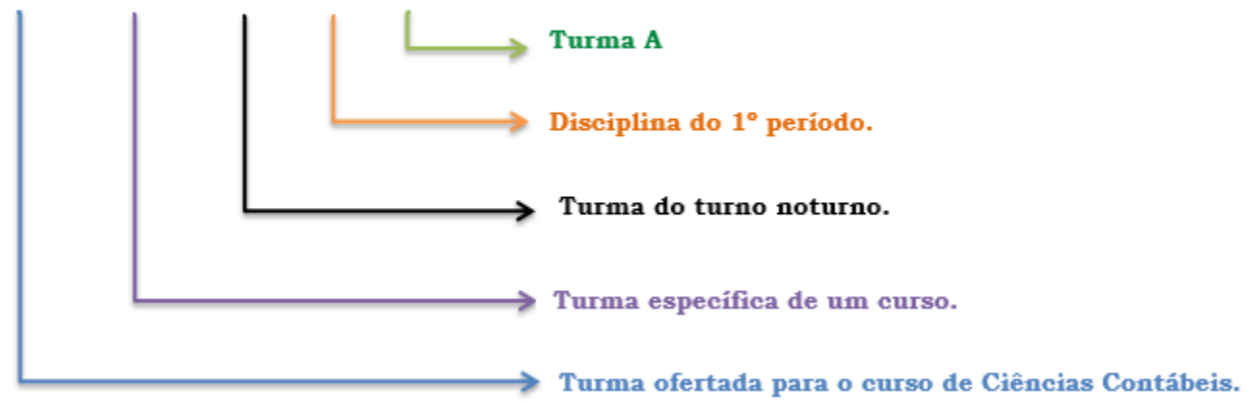 Turma A
Disciplina do 1º período.
Turma do turno noturno.
Turma específica de um curso.
Turma ofertada para o curso de Ciências Contábeis.